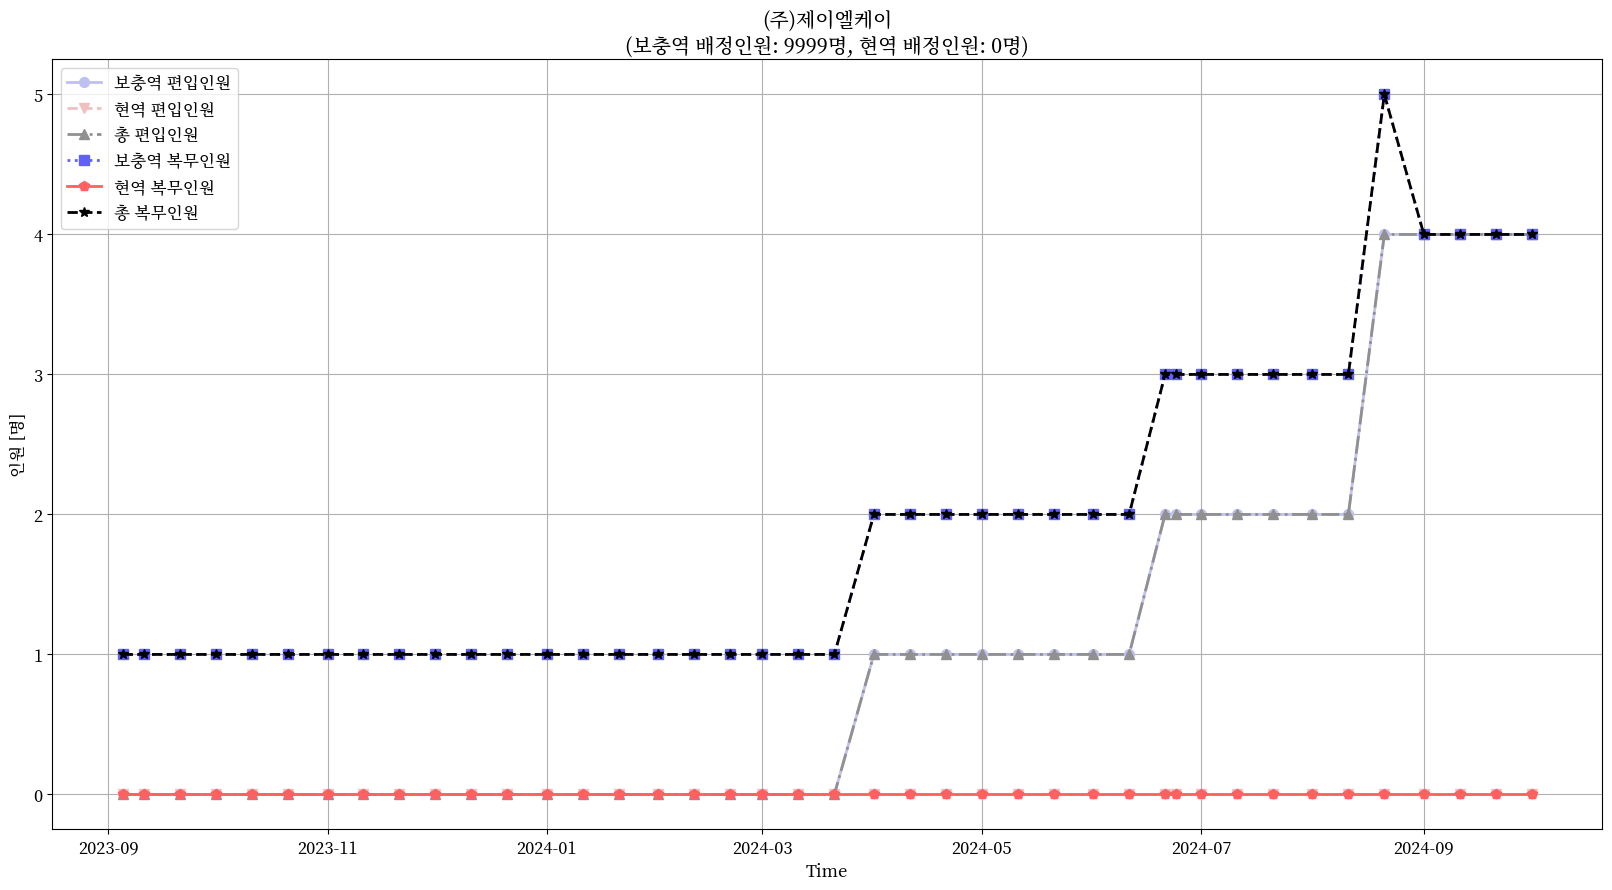 (주)제이엘케이
(보충역 배정인원: 9999명, 현역 배정인원: 0명)
보충역 편입인원
현역 편입인원
총 편입인원
보충역 복무인원
현역 복무인원
총 복무인원
5
4
3
2
1
0
인원 [명]
2023-09
2023-11
2024-01
2024-03
2024-05
2024-07
2024-09
Time